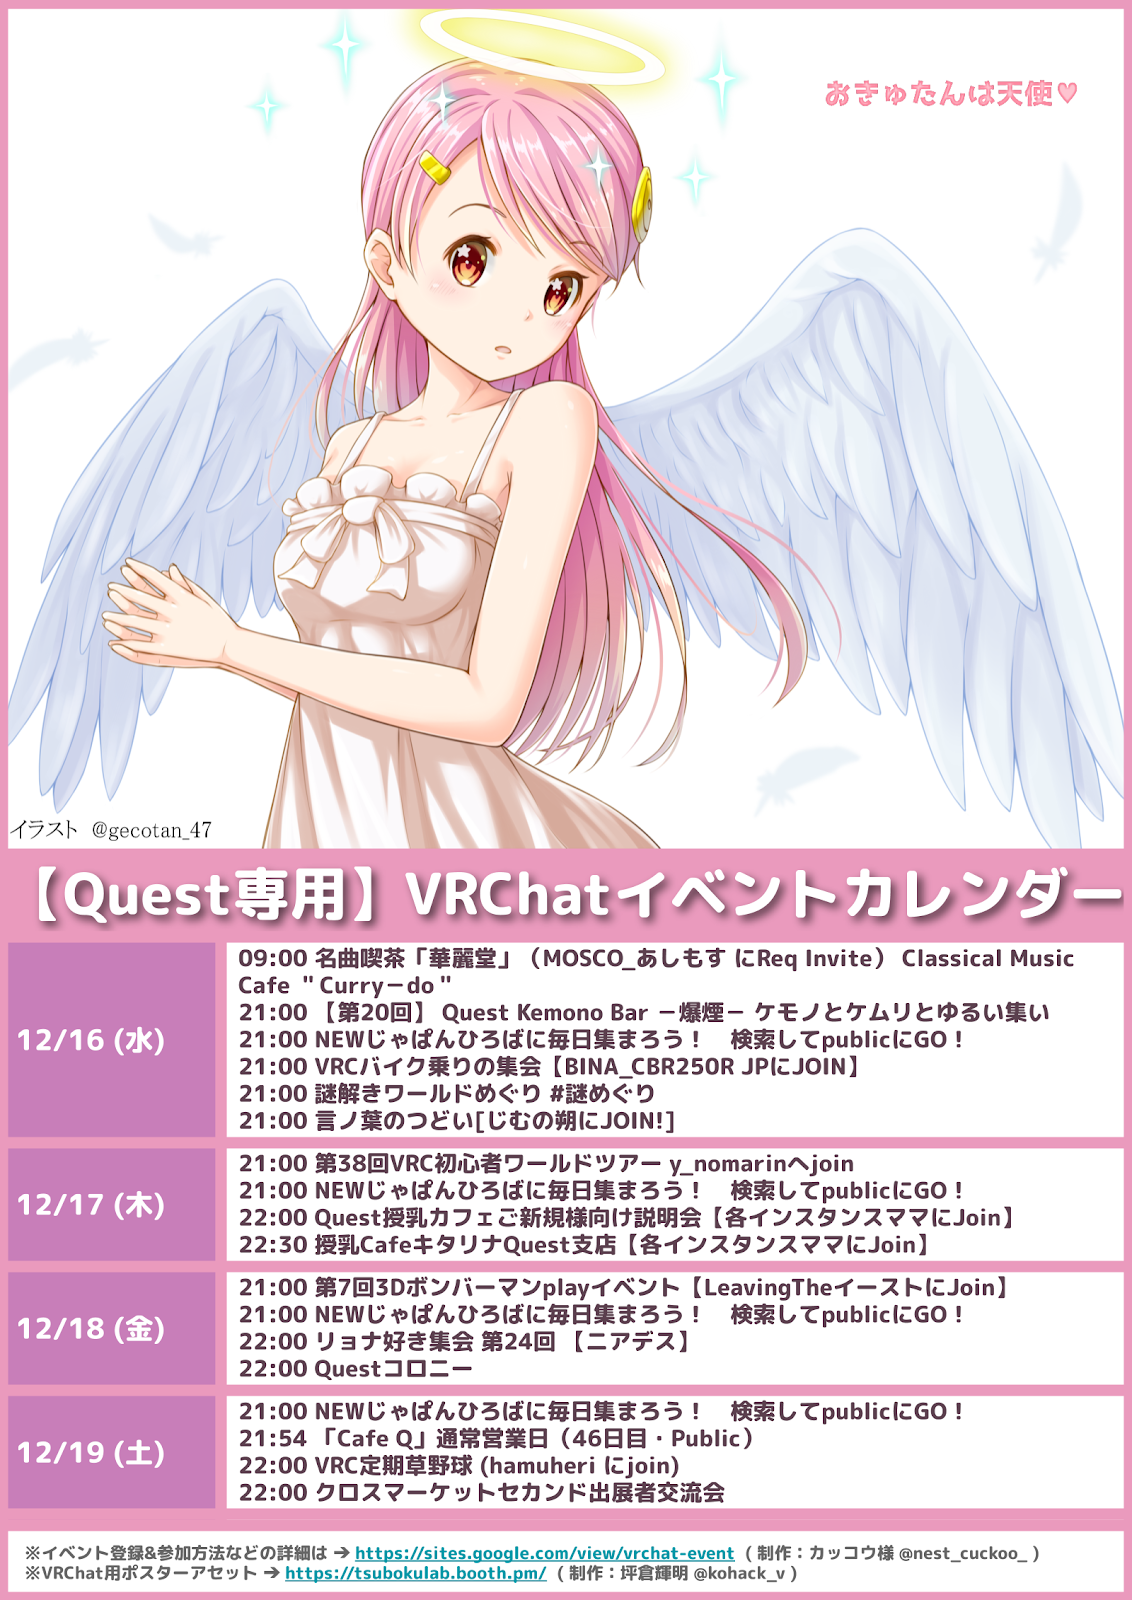 おきゅたんは天使♥
イラスト @gecotan_47
【Quest専用】VRChatイベントカレンダー
12/16 (水)
09:00 名曲喫茶「華麗堂」（MOSCO_あしもす にReq Invite） Classical Music
Cafe ＂Curry－do＂
21:00 【第20回】 Quest Kemono Bar －爆煙－ ケモノとケムリとゆるい集い
21:00 NEWじゃぱんひろばに毎日集まろう！　検索してpublicにGO！
21:00 VRCバイク乗りの集会【BINA_CBR250R JPにJOIN】
21:00 謎解きワールドめぐり #謎めぐり
21:00 言ノ葉のつどい[じむの朔にJOIN!]
12/17 (木)
21:00 第38回VRC初心者ワールドツアー y_nomarinへjoin
21:00 NEWじゃぱんひろばに毎日集まろう！　検索してpublicにGO！
22:00 Quest授乳カフェご新規様向け説明会【各インスタンスママにJoin】
22:30 授乳CafeキタリナQuest支店【各インスタンスママにJoin】
12/18 (金)
21:00 第7回3Dボンバーマンplayイベント【LeavingTheイーストにJoin】
21:00 NEWじゃぱんひろばに毎日集まろう！　検索してpublicにGO！
22:00 リョナ好き集会 第24回 【ニアデス】
22:00 Questコロニー
12/19 (土)
21:00 NEWじゃぱんひろばに毎日集まろう！　検索してpublicにGO！
21:54 「Cafe Q」通常営業日（46日目・Public）
22:00 VRC定期草野球 (hamuheri にjoin)
22:00 クロスマーケットセカンド出展者交流会
※イベント登録&参加方法などの詳細は ➔ https://sites.google.com/view/vrchat-event ( 制作：カッコウ様 @nest_cuckoo_ )
※VRChat用ポスターアセット ➔ https://tsubokulab.booth.pm/ ( 制作：坪倉輝明 @kohack_v )